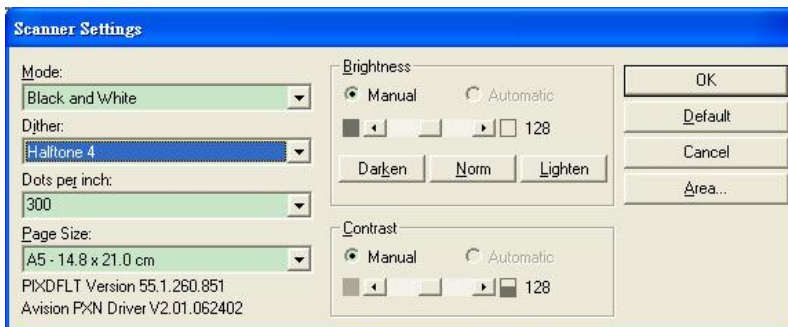 Scanner Settings
Mode:
Black and White
Dither:
Halftone 4
Dots per inch:
300
Page Size:
A5 - 14.8 x 21.0 cm
PIXDFLT Version 55.1.260.851
Avision PXN Driver V2.01.062402
Brightness
Manual Automatic
128
Darken Norm Lighten
Contrast
Manual Automatic
128
OK
Default
Cancel
Area...